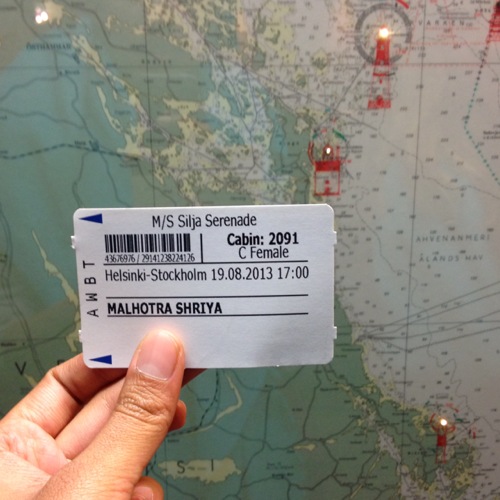 M/S Silja Serenade
Cabin: 2091
43676976 / 29141238224126
C Female
Helsinki-Stockholm 19.08.2013 17:00
MALHOTRA SHRIYA
AWBT
AHVENANMERI
ÅLANDS HAV